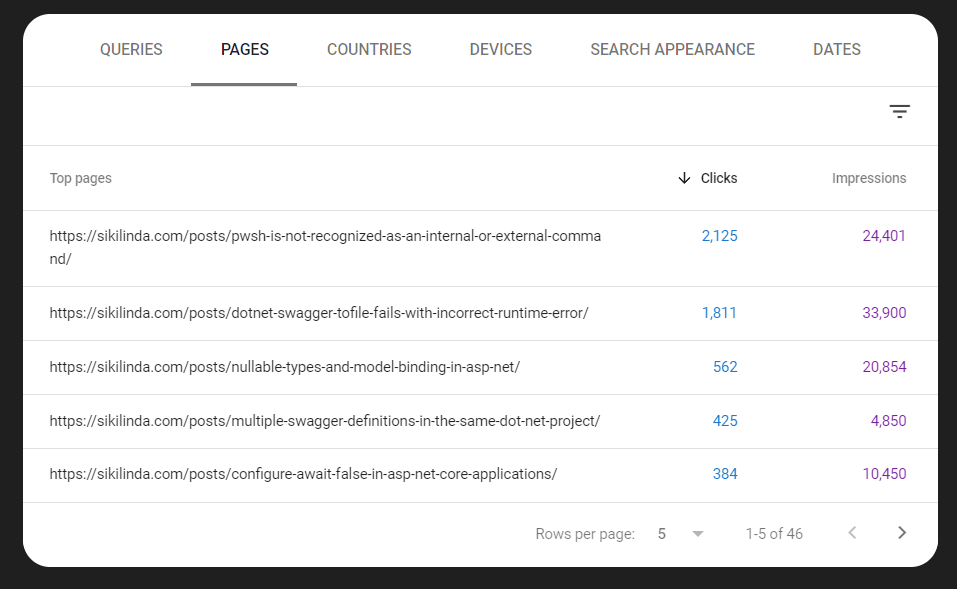 QUERIES PAGES COUNTRIES DEVICES SEARCH APPEARANCE DATES
Top pages Clicks Impressions
https://sikilinda.com/posts/pwsh-is-not-recognized-as-an-internal-or-external-comma 2,125 24,401
nd/
https://sikilinda.com/posts/dotnet-swagger-tofile-fails-with-incorrect-runtime-error/ 1,811 33,900
https://sikilinda.com/posts/nullable-types-and-model-binding-in-asp-net/ 562 20,854
https://sikilinda.com/posts/multiple-swagger-definitions-in-the-same-dot-net-project/ 425 4,850
https://sikilinda.com/posts/configure-await-false-in-asp-net-core-applications/ 384 10,450
Rows per page: 5 1-5 of 46